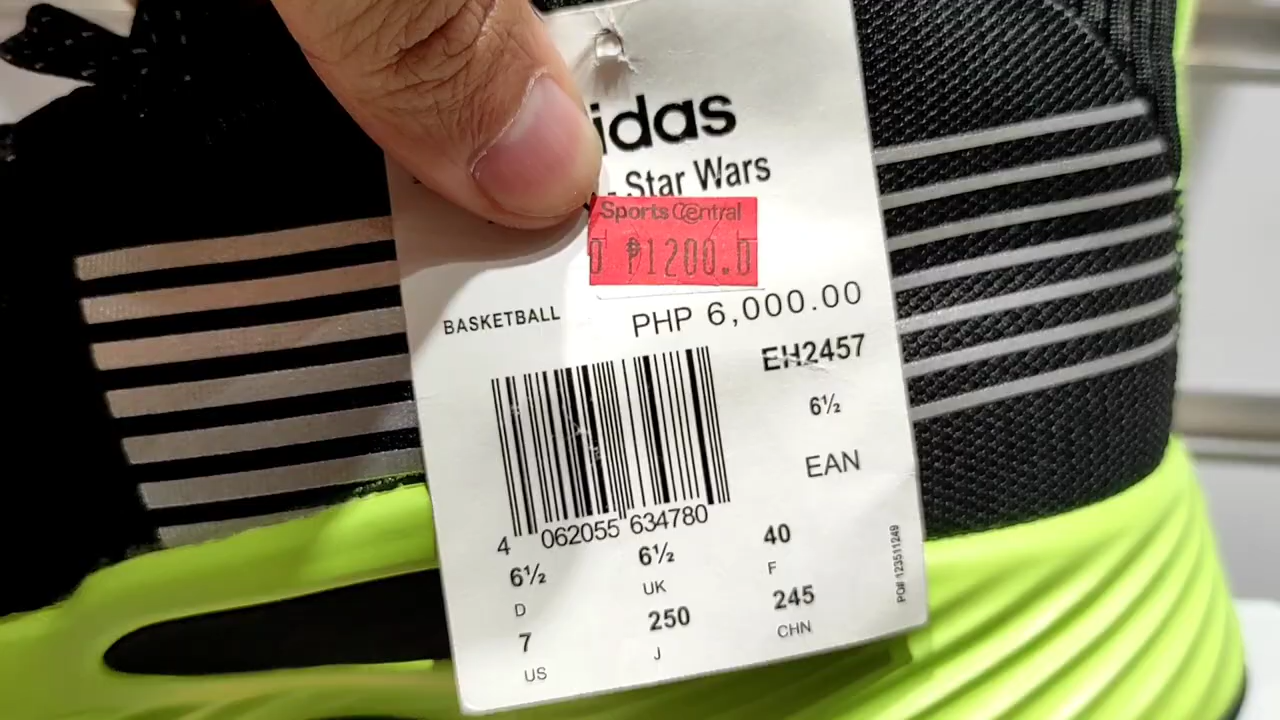 idas
- Star Wars
Sports Central
0 ₱1200.0
BASKETBALL
PHP 6,000.00
EH2457
6½
EAN
4 062055 634780
6½ 6½ 40
D UK F
7 250 245
US J CHN
PO# 123511249